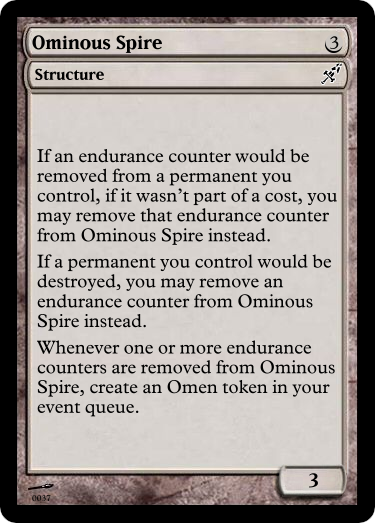 Ominous Spire
3
Structure
If an endurance counter would be
removed from a permanent you
control, if it wasn't part of a cost, you
may remove that endurance counter
from Ominous Spire instead.
If a permanent you control would be
destroyed, you may remove an
endurance counter from Ominous
Spire instead.
Whenever one or more endurance
counters are removed from Ominous
Spire, create an Omen token in your
event queue.
3
0037